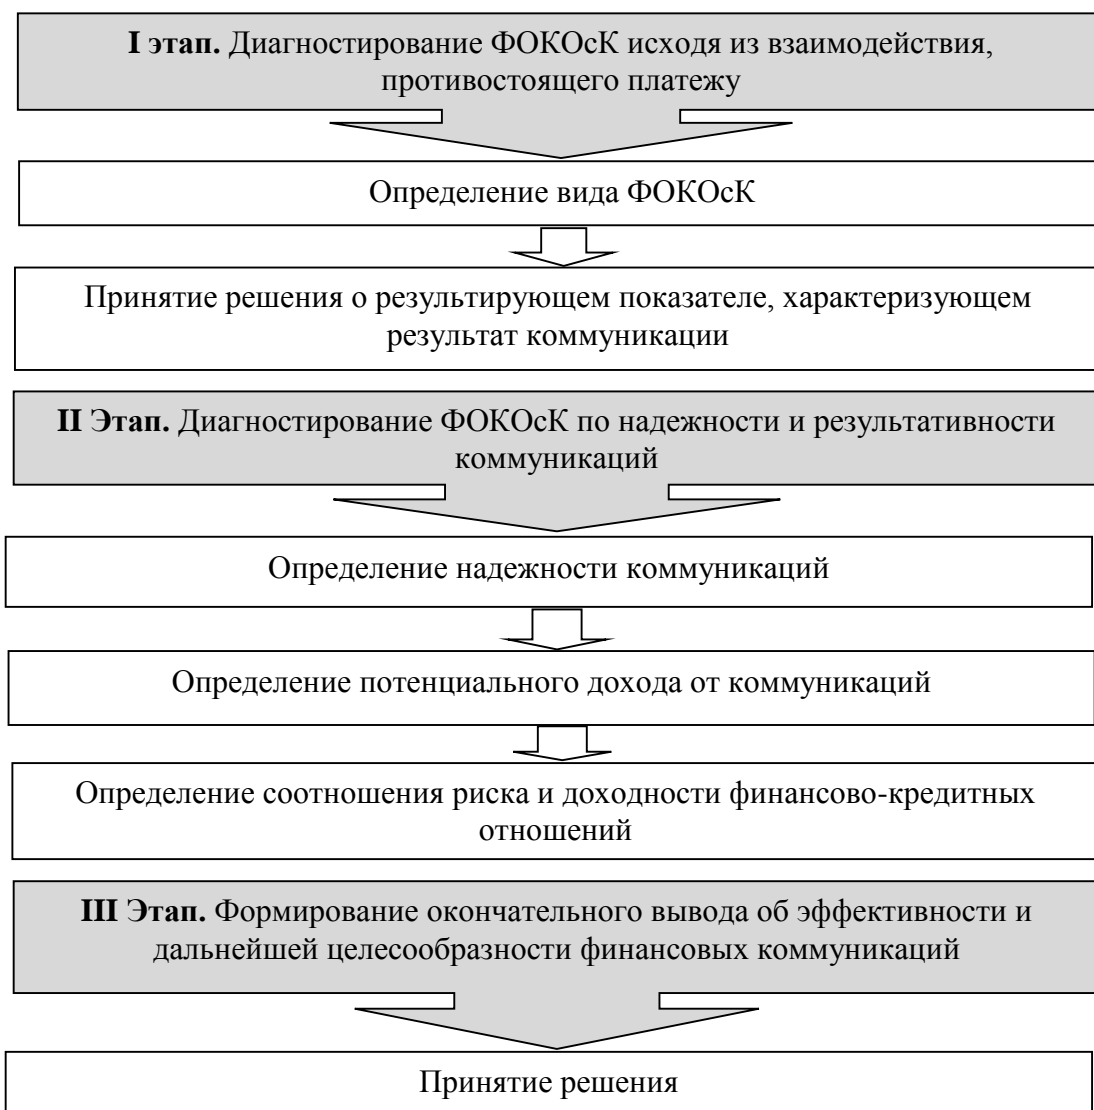 I этап. Диагностирование ФОКОсК исходя из взаимодействия,
противостоящего платежу
Определение вида ФОКОсК
Принятие решения о результирующем показателе, характеризующем
результат коммуникации
II Этап. Диагностирование ФОКОсК по надежности и результативности
коммуникаций
Определение надежности коммуникаций
Определение потенциального дохода от коммуникаций
Определение соотношения риска и доходности финансово-кредитных
отношений
III Этап. Формирование окончательного вывода об эффективности и
дальнейшей целесообразности финансовых коммуникаций
Принятие решения